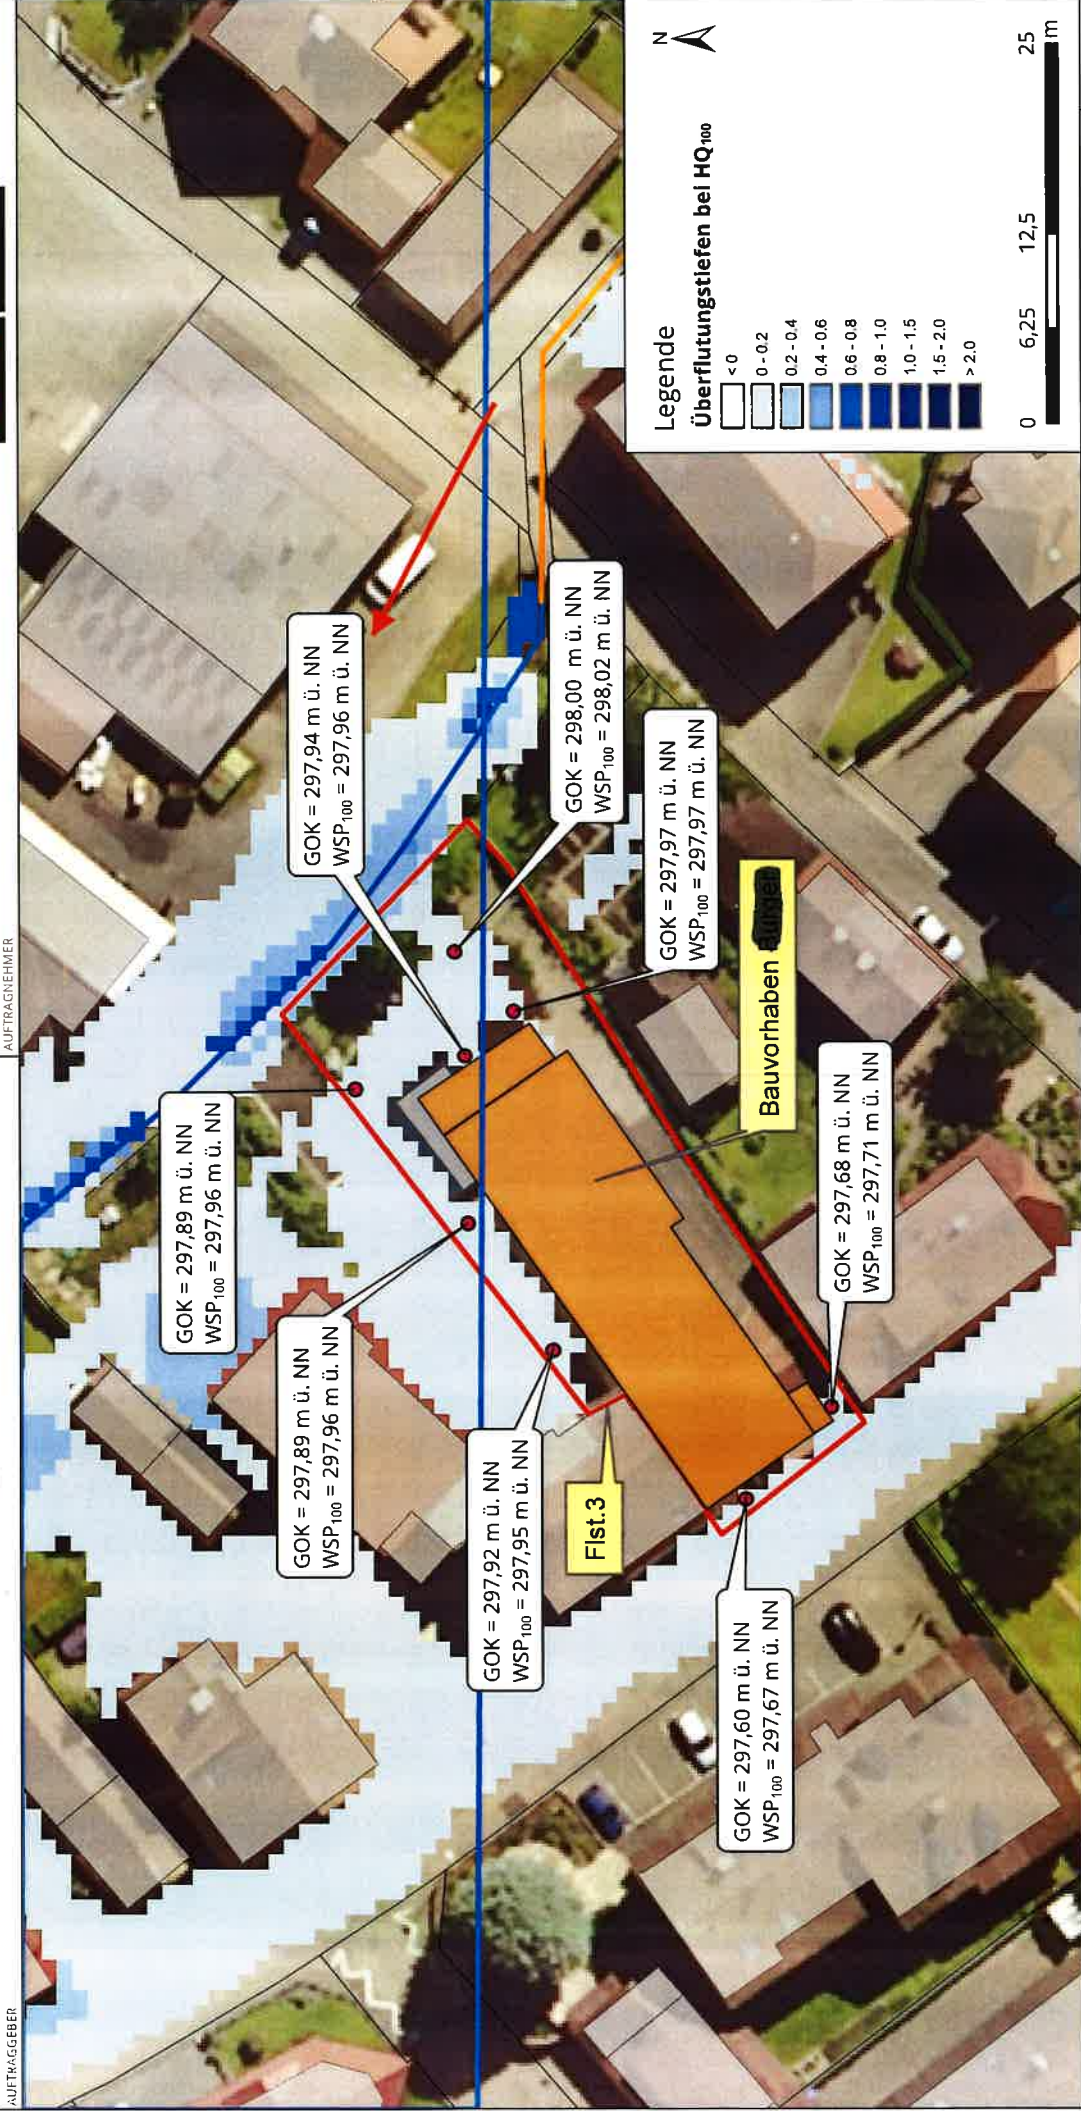 AUFTRAGGEBER
AUFTRAGNEHMER
GOK = 297,89 m ü. NN
WSP₁₀₀ = 297,96 m ü. NN
GOK = 297,94 m ü. NN
WSP₁₀₀ = 297,96 m ü. NN
GOK = 297,89 m ü. NN
WSP₁₀₀ = 297,96 m ü. NN
GOK = 298,00 m ü. NN
WSP₁₀₀ = 298,02 m ü. NN
GOK = 297,92 m ü. NN
WSP₁₀₀ = 297,95 m ü. NN
GOK = 297,97 m ü. NN
WSP₁₀₀ = 297,97 m ü. NN
Flst.3
Bauvorhaben
GOK = 297,60 m ü. NN
WSP₁₀₀ = 297,67 m ü. NN
GOK = 297,68 m ü. NN
WSP₁₀₀ = 297,71 m ü. NN
N
Legende
Überflutungstiefen bei HQ₁₀₀
< 0
0 - 0.2
0.2 - 0.4
0.4 - 0.6
0.6 - 0.8
0.8 - 1.0
1.0 - 1.5
1.5 - 2.0
> 2.0
0 6,25 12,5 25
m